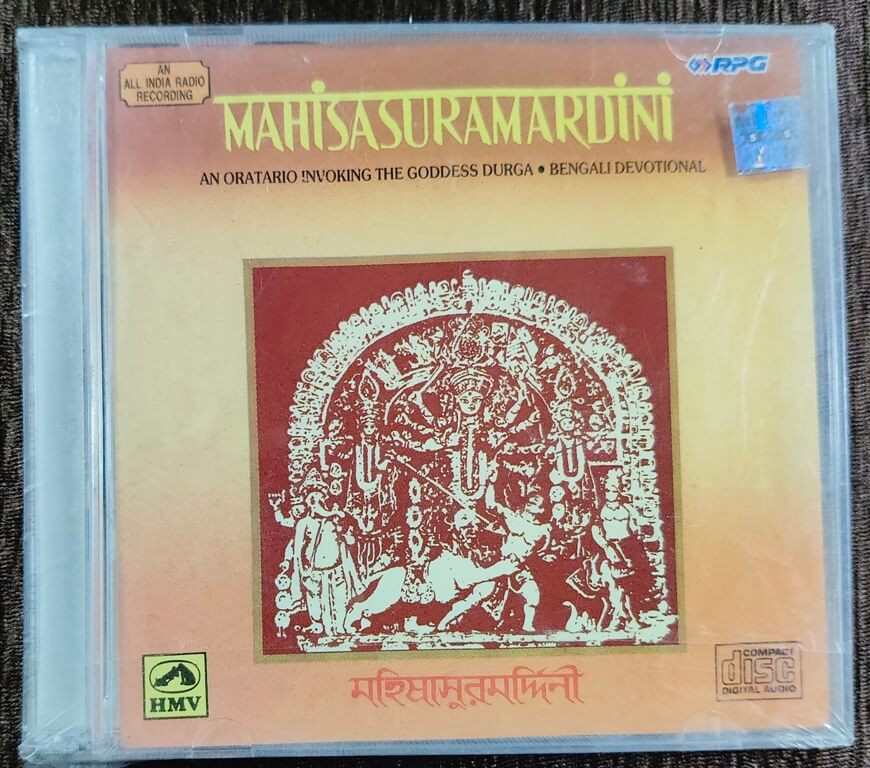 AN
ALL INDIA RADIO
RECORDING
RPG
MAHISASURAMARDINI
AN ORATARIO INVOKING THE GODDESS DURGA • BENGALI DEVOTIONAL
মহিষাসুরমর্দ্দিনী
HMV
COMPACT
disc
DIGITAL AUDIO